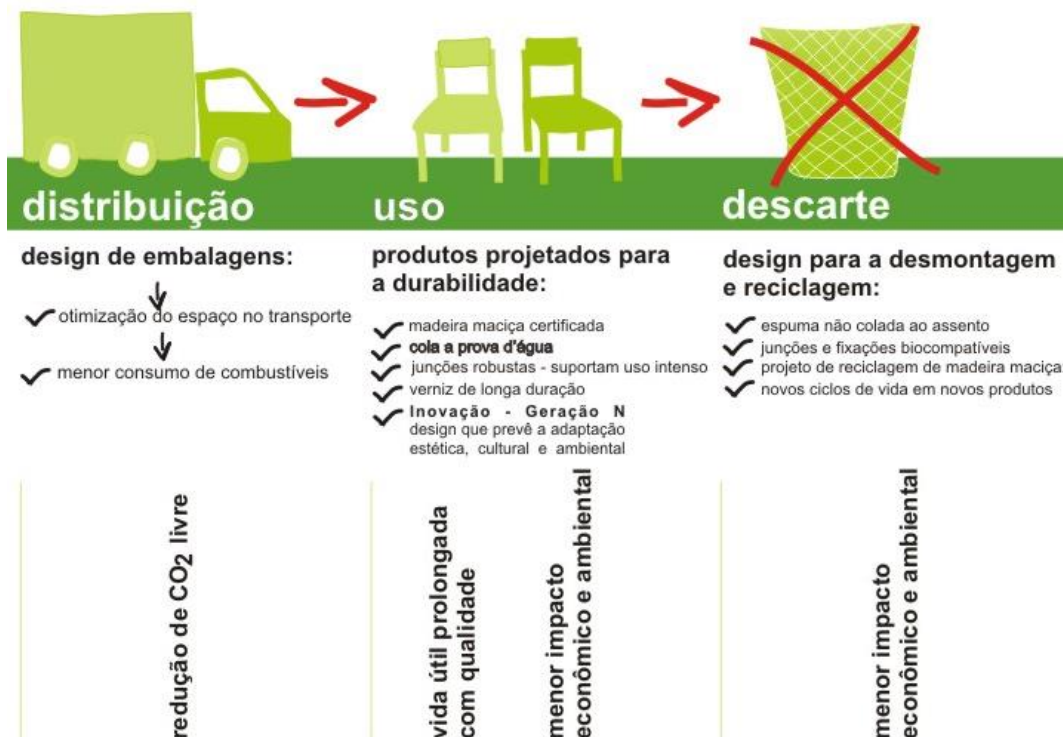 distribuição
uso
descarte
design de embalagens:
otimização do espaço no transporte
menor consumo de combustíveis
produtos projetados para
a durabilidade:
madeira maciça certificada
cola a prova d'água
junções robustas - suportam uso intenso
verniz de longa duração
Inovação - Geração N
design que prevê a adaptação
estética, cultural e ambiental
design para a desmontagem
e reciclagem:
espuma não colada ao assento
junções e fixações biocompatíveis
projeto de reciclagem de madeira maciça
novos ciclos de vida em novos produtos
redução de CO2 livre
vida útil prolongada
com qualidade
menor impacto
econômico e ambiental
menor impacto
econômico e ambiental